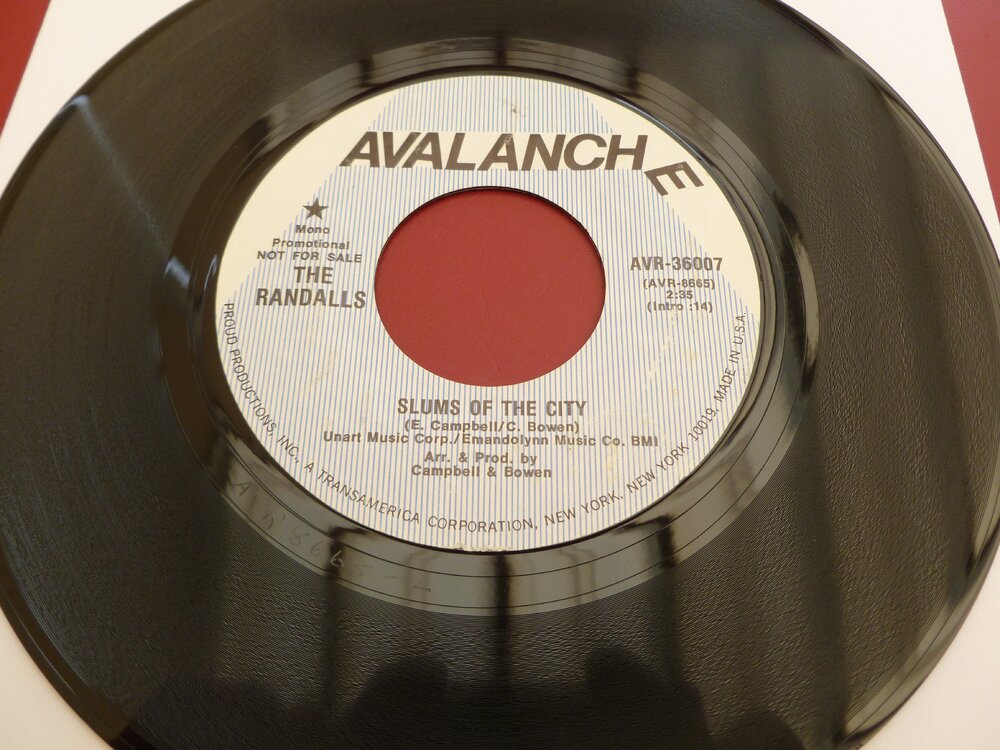 AVALANCHE
★
Mono
Promotional
NOT FOR SALE
THE
RANDALLS
AVR-36007
(AVR-8665)
2:35
(Intro :14)
SLUMS OF THE CITY
(E. Campbell/C. Bowen)
Unart Music Corp./Emandolynn Music Co. BMI
Arr. & Prod. by
Campbell & Bowen
PROUD PRODUCTIONS, INC., A TRANSAMERICA CORPORATION, NEW YORK, NEW YORK 10019. MADE IN U.S.A.
8665